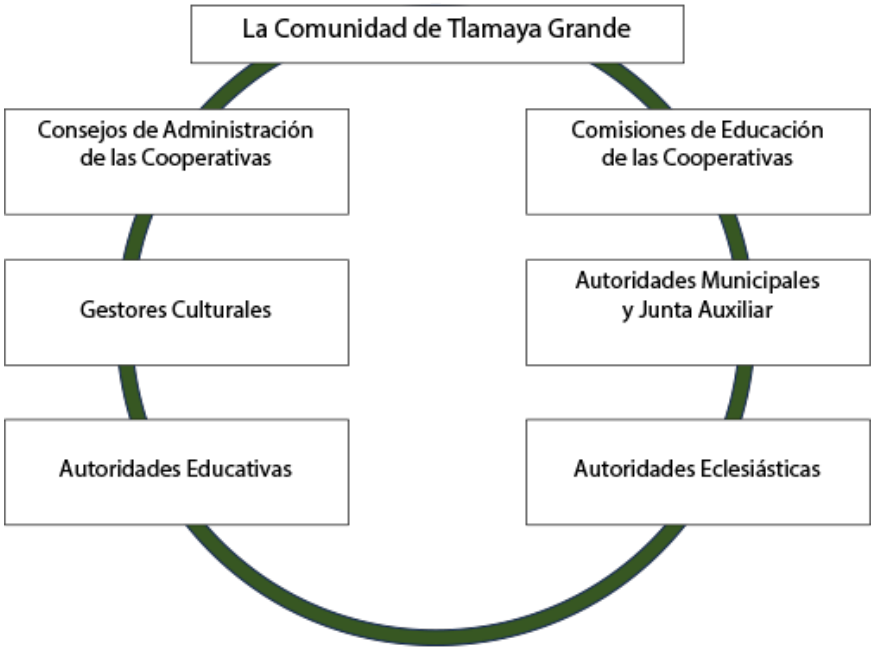 La Comunidad de Tlamaya Grande
Consejos de Administración
de las Cooperativas
Comisiones de Educación
de las Cooperativas
Gestores Culturales
Autoridades Municipales
y Junta Auxiliar
Autoridades Educativas
Autoridades Eclesiásticas